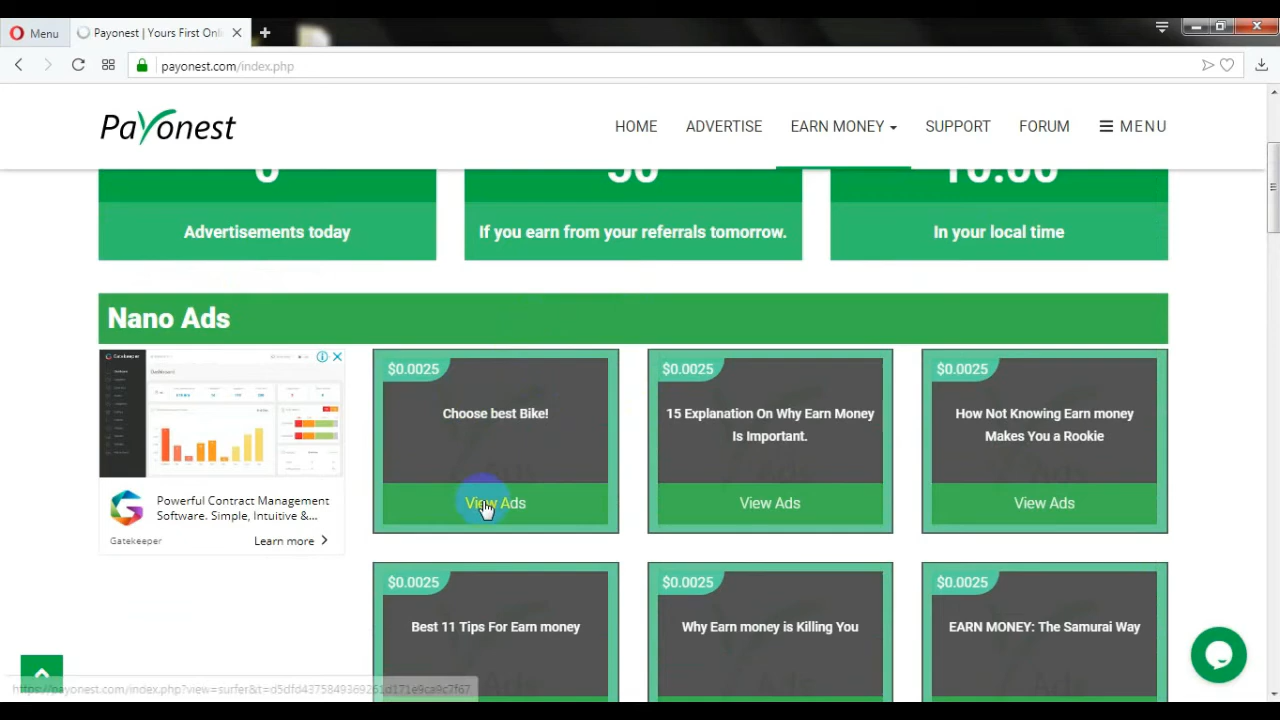 Menu
Payonest | Yours First Onli
payonest.com/index.php
PaYonest
HOME
ADVERTISE
EARN MONEY
SUPPORT
FORUM
MENU
Advertisements today
If you earn from your referrals tomorrow.
In your local time
Nano Ads
Powerful Contract Management
Software. Simple, Intuitive &...
Gatekeeper
Learn more
$0.0025
Choose best Bike!
View Ads
$0.0025
15 Explanation On Why Earn Money
Is Important.
View Ads
$0.0025
How Not Knowing Earn money
Makes You a Rookie
View Ads
$0.0025
Best 11 Tips For Earn money
$0.0025
Why Earn money is Killing You
$0.0025
EARN MONEY: The Samurai Way